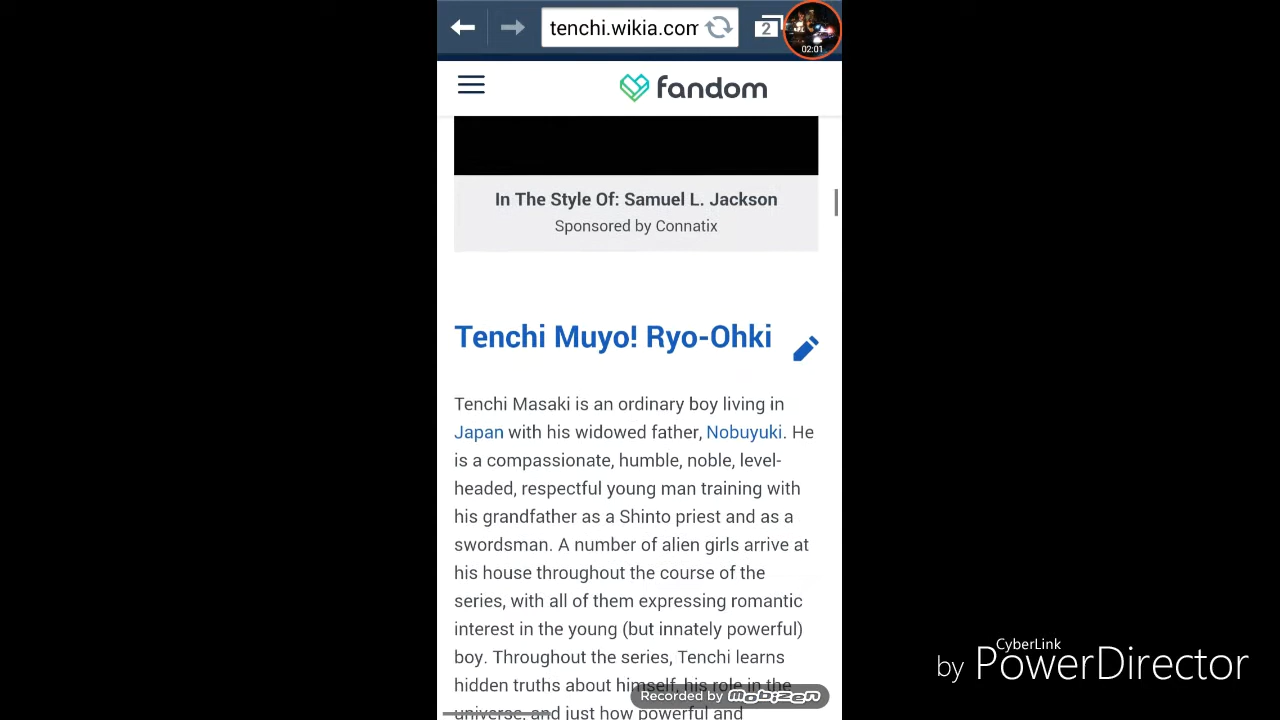 tenchi.wikia.com
2
02:01
fandom
In The Style Of: Samuel L. Jackson
Sponsored by Connatix
Tenchi Muyo! Ryo-Ohki
Tenchi Masaki is an ordinary boy living in
Japan with his widowed father, Nobuyuki. He
is a compassionate, humble, noble, level-
headed, respectful young man training with
his grandfather as a Shinto priest and as a
swordsman. A number of alien girls arrive at
his house throughout the course of the
series, with all of them expressing romantic
interest in the young (but innately powerful)
boy. Throughout the series, Tenchi learns
hidden truths about himself, his role in the
universe, and just how powerful and
Recorded by mobizen
CyberLink
by PowerDirector